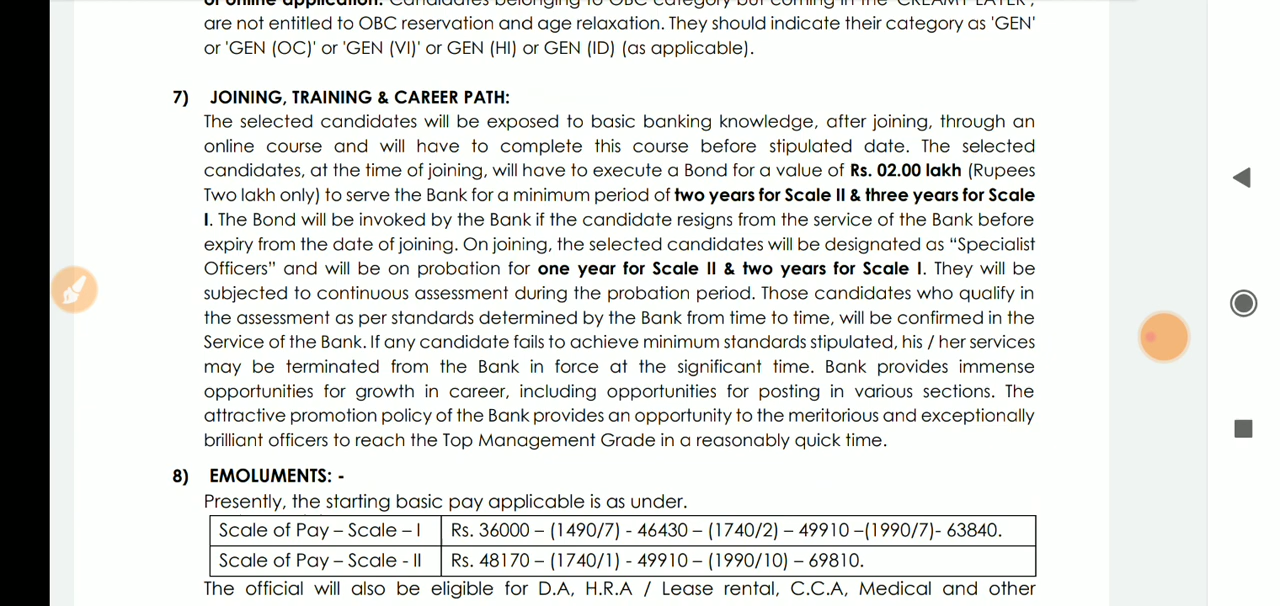 of online application. Candidates belonging to OBC category but coming in the 'CREAMY LAYER',
are not entitled to OBC reservation and age relaxation. They should indicate their category as 'GEN'
or 'GEN (OC)' or 'GEN (VI)' or GEN (HI) or GEN (ID) (as applicable).
7) JOINING, TRAINING & CAREER PATH:
The selected candidates will be exposed to basic banking knowledge, after joining, through an
online course and will have to complete this course before stipulated date. The selected
candidates, at the time of joining, will have to execute a Bond for a value of Rs. 02.00 lakh (Rupees
Two lakh only) to serve the Bank for a minimum period of two years for Scale II & three years for Scale
I. The Bond will be invoked by the Bank if the candidate resigns from the service of the Bank before
expiry from the date of joining. On joining, the selected candidates will be designated as “Specialist
Officers” and will be on probation for one year for Scale II & two years for Scale I. They will be
subjected to continuous assessment during the probation period. Those candidates who qualify in
the assessment as per standards determined by the Bank from time to time, will be confirmed in the
Service of the Bank. If any candidate fails to achieve minimum standards stipulated, his / her services
may be terminated from the Bank in force at the significant time. Bank provides immense
opportunities for growth in career, including opportunities for posting in various sections. The
attractive promotion policy of the Bank provides an opportunity to the meritorious and exceptionally
brilliant officers to reach the Top Management Grade in a reasonably quick time.
8) EMOLUMENTS: -
Presently, the starting basic pay applicable is as under.
Scale of Pay – Scale – I Rs. 36000 – (1490/7) - 46430 – (1740/2) – 49910 –(1990/7)- 63840.
Scale of Pay – Scale - II Rs. 48170 – (1740/1) - 49910 – (1990/10) – 69810.
The official will also be eligible for D.A, H.R.A / Lease rental, C.C.A, Medical and other